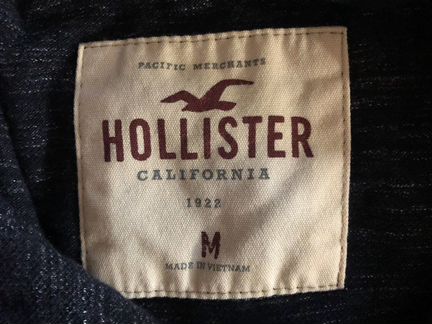 PACIFIC MERCHANTS
HOLLISTER
CALIFORNIA
1922
M
MADE IN VIETNAM